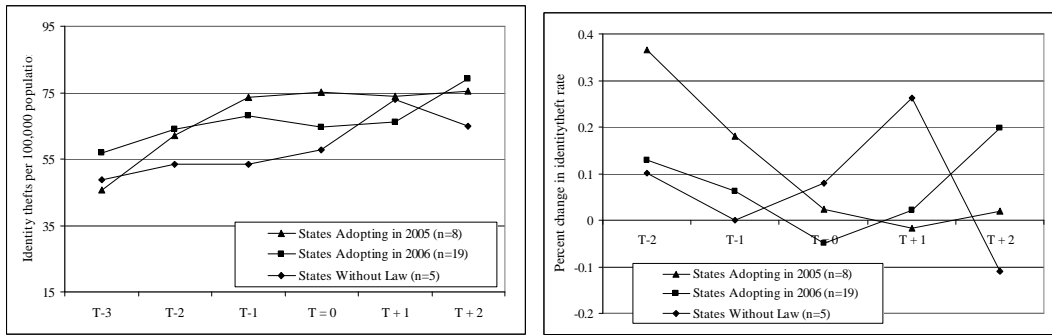 Identity thefts per 100,000 population
95
75
55
35
15
States Adopting in 2005 (n=8)
States Adopting in 2006 (n=19)
States Without Law (n=5)
T-3 T-2 T-1 T = 0 T + 1 T + 2
Percent change in identitytheft rate
0.4
0.3
0.2
0.1
0
-0.1
-0.2
T-2 T-1 T = 0 T + 1 T + 2
States Adopting in 2005 (n=8)
States Adopting in 2006 (n=19)
States Without Law (n=5)